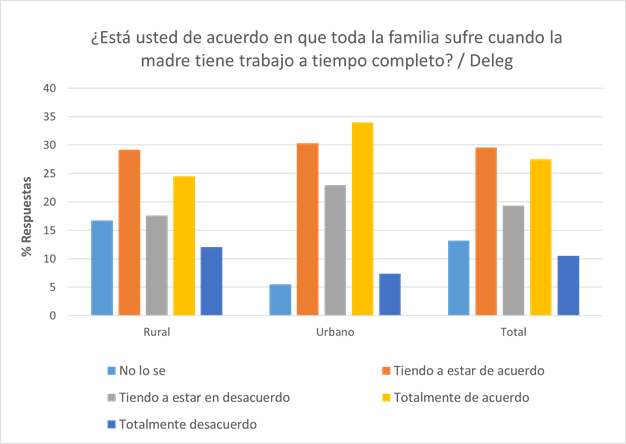 ¿Está usted de acuerdo en que toda la familia sufre cuando la
madre tiene trabajo a tiempo completo? / Deleg
40
35
30
25
20
15
10
5
0
% Respuestas
Rural
Urbano
Total
No lo se
Tiendo a estar de acuerdo
Tiendo a estar en desacuerdo
Totalmente de acuerdo
Totalmente desacuerdo